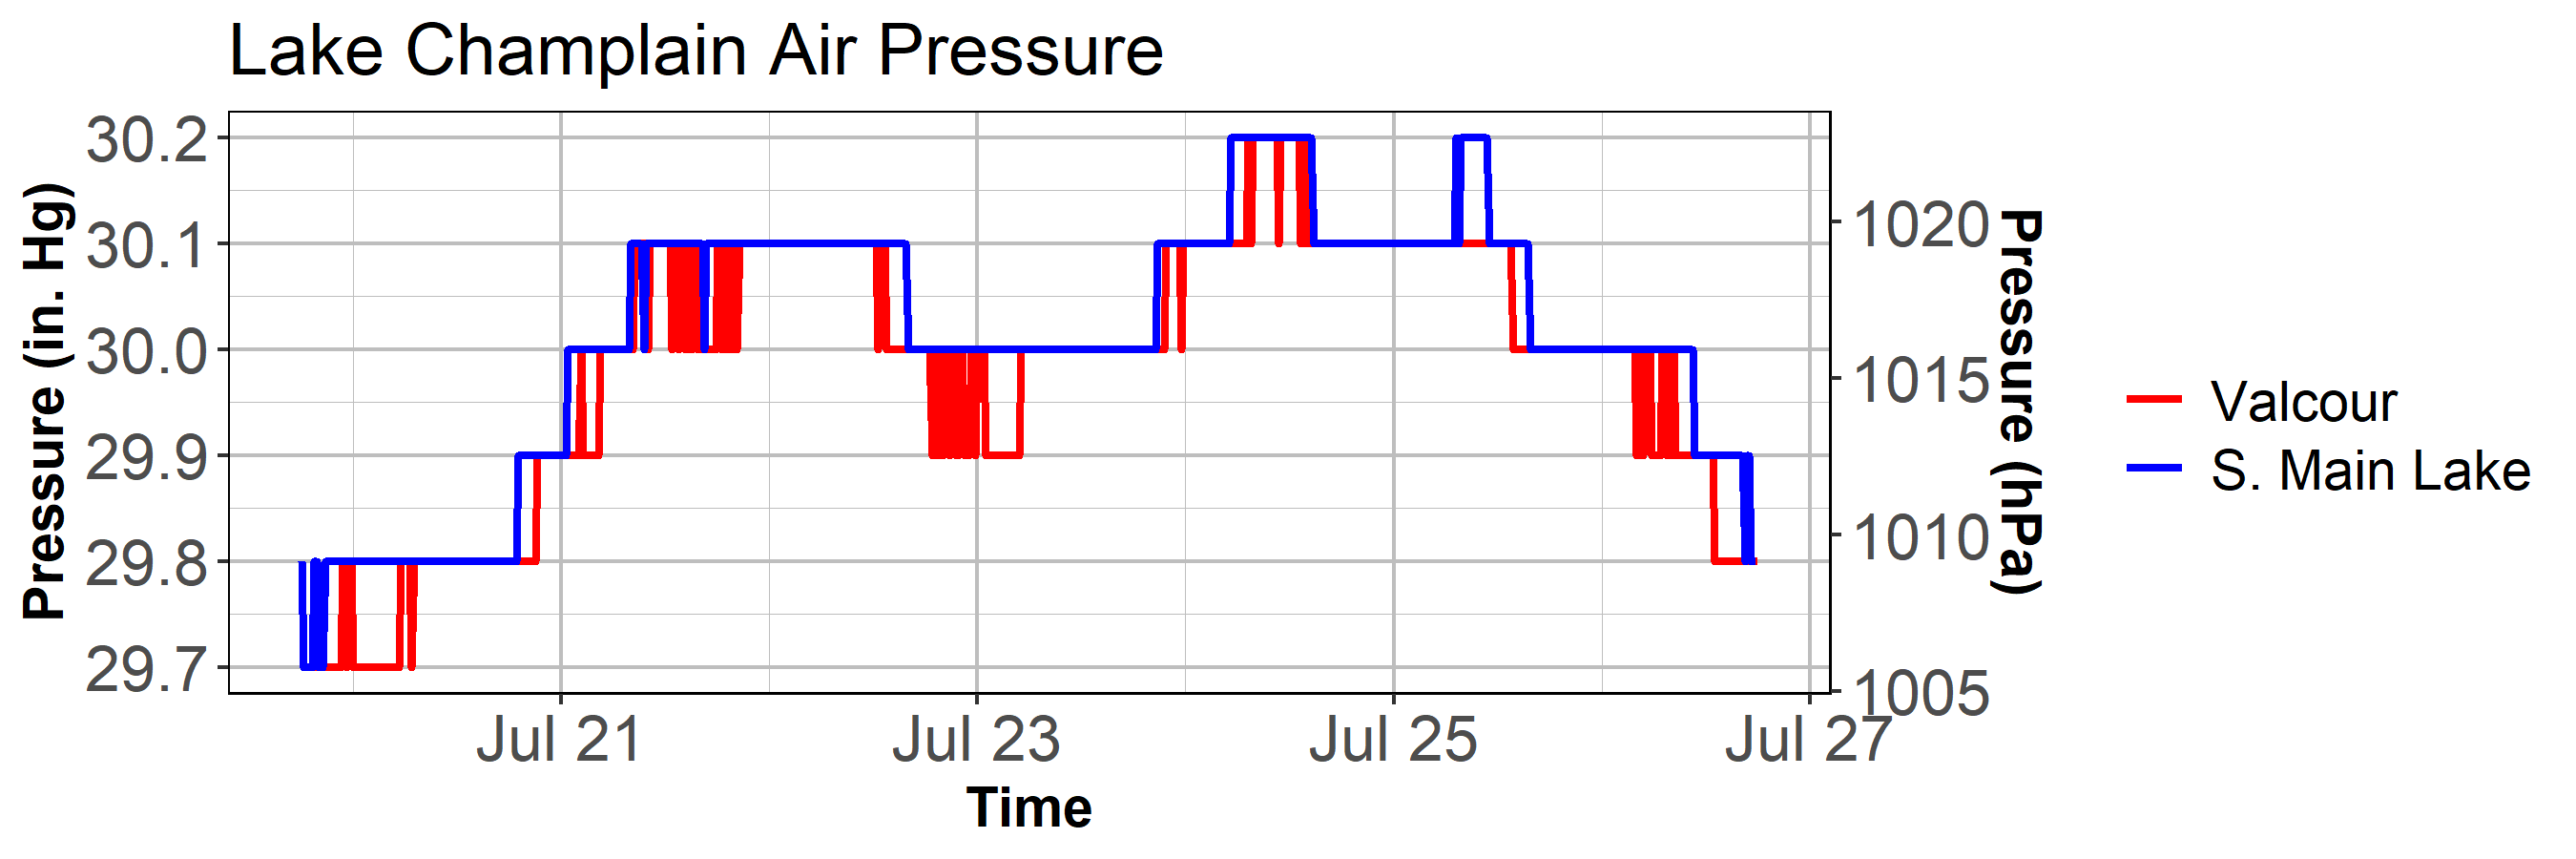 Lake Champlain Air Pressure
Pressure (in. Hg)
30.2
30.1
30.0
29.9
29.8
29.7
1020
1015
1010
1005
Pressure (hPa)
Jul 21
Jul 23
Jul 25
Jul 27
Time
Valcour
S. Main Lake